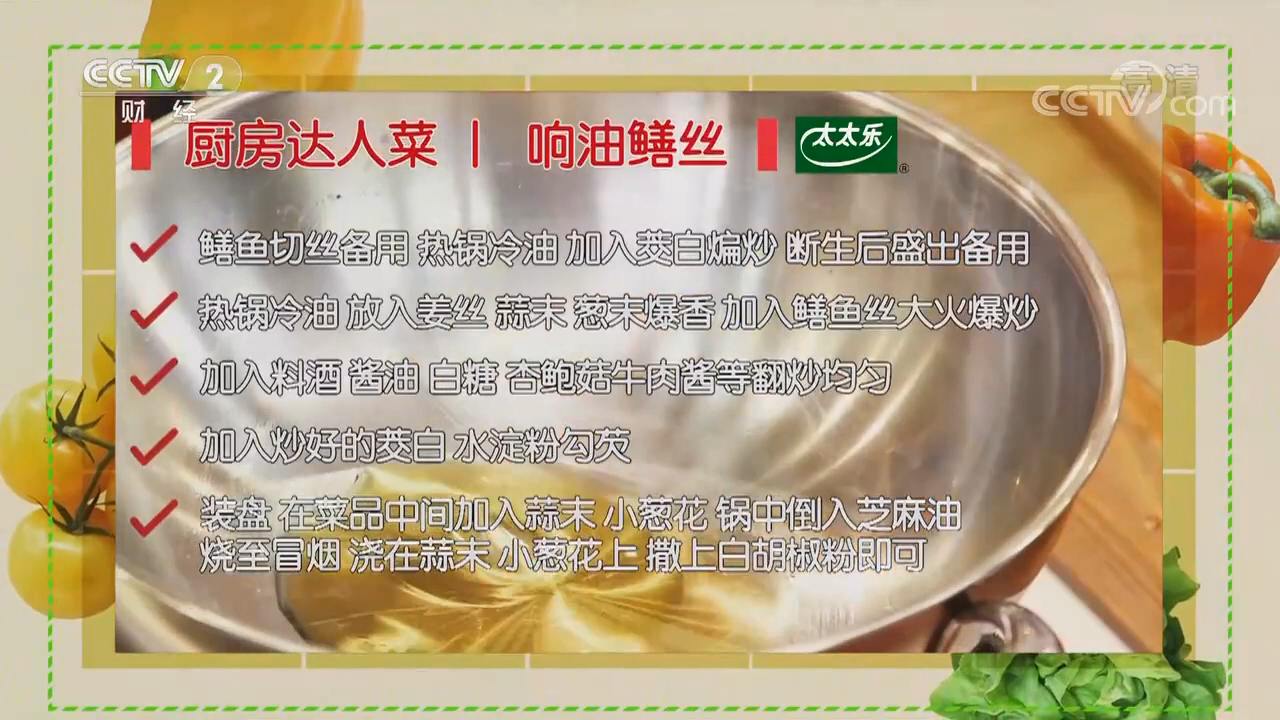 CCTV 2
财经
高清
CCTV.com
厨房达人菜 | 响油鳝丝
太太乐
®
鳝鱼切丝备用 热锅冷油 加入茭白煸炒 断生后盛出备用
热锅冷油 放入姜丝 蒜末 葱末爆香 加入鳝鱼丝大火爆炒
加入料酒 酱油 白糖 杏鲍菇牛肉酱等翻炒均匀
加入炒好的茭白 水淀粉勾芡
装盘 在菜品中间加入蒜末 小葱花 锅中倒入芝麻油
烧至冒烟 浇在蒜末 小葱花上 撒上白胡椒粉即可